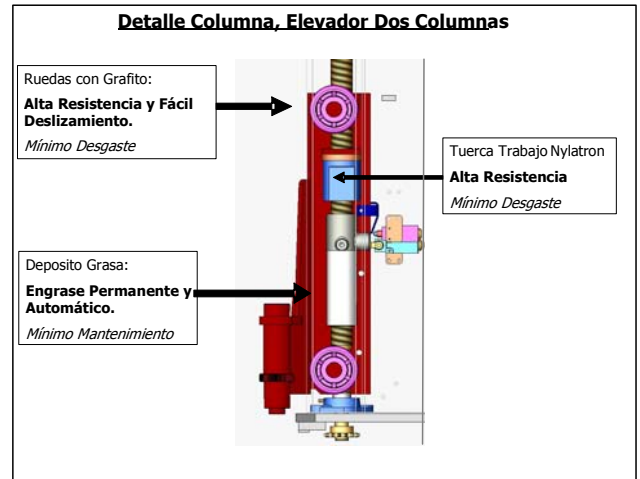 Detalle Columna, Elevador Dos Columnas
Ruedas con Grafito:
Alta Resistencia y Fácil
Deslizamiento.
Mínimo Desgaste
Tuerca Trabajo Nylatron
Alta Resistencia
Mínimo Desgaste
Deposito Grasa:
Engrase Permanente y
Automático.
Mínimo Mantenimiento